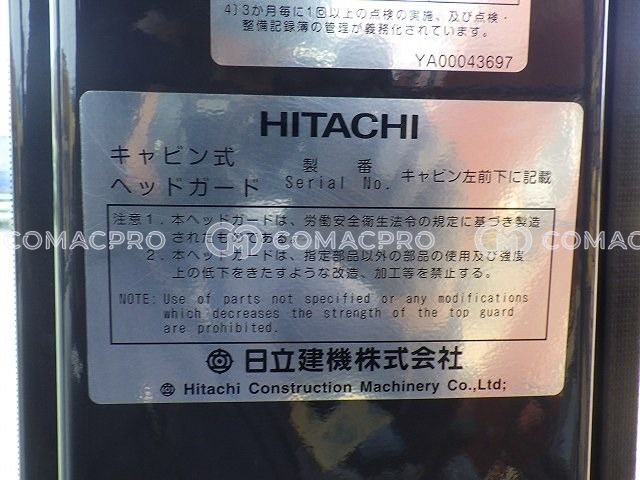 4) 3か月毎に1回以上の点検の実施、及び点検・
整備記録簿の管理が義務化されています。
YA00043697
HITACHI
キャビン式
ヘッドガード
製 番
Serial No.
キャビン左前下に記載
注意1. 本ヘッドガードは、労働安全衛生法令の規定に基づき製造
されたものである。
2. 本ヘッドガードは、指定部品以外の部品の使用及び強度
上の低下をきたすような改造、加工等を禁止する。
NOTE: Use of parts not specified or any modifications
which decreases the strength of the top guard
are prohibited.
日立建機株式会社
Hitachi Construction Machinery Co.,Ltd;
COMACPRO COMACPRO COMACP